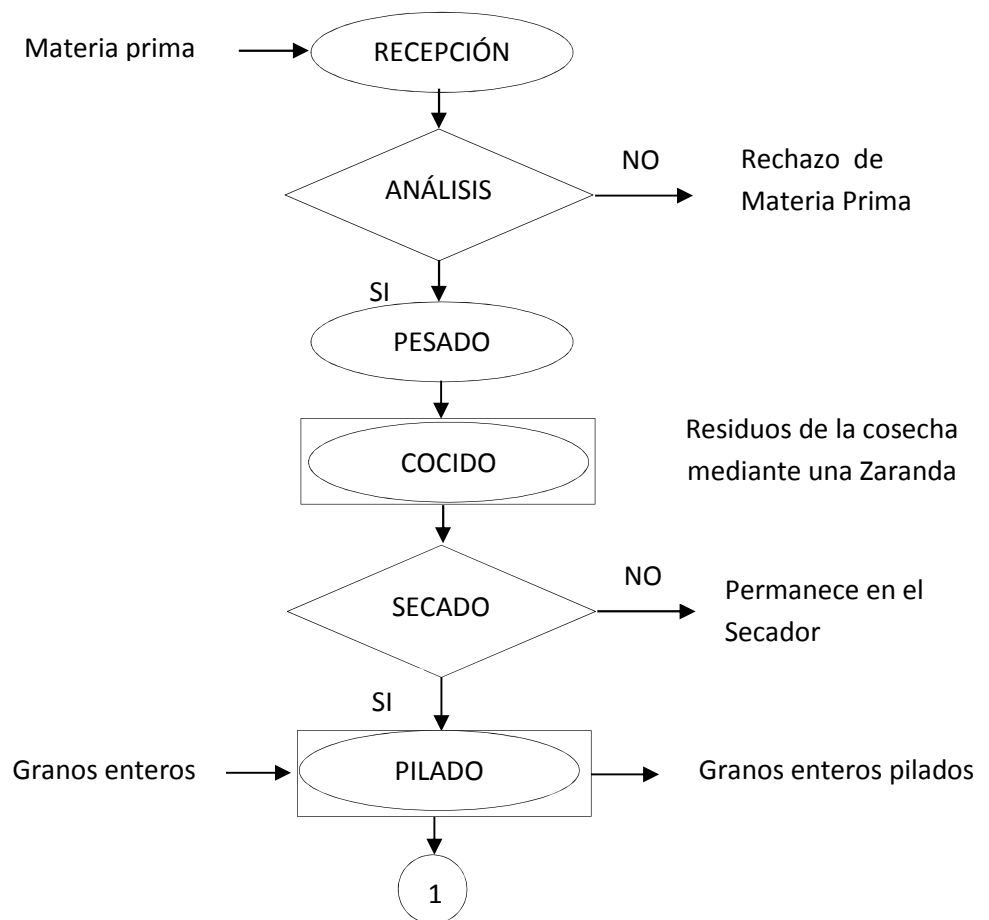 Materia prima
RECEPCIÓN
NO
Rechazo de
Materia Prima
ANÁLISIS
SI
PESADO
Residuos de la cosecha
mediante una Zaranda
COCIDO
NO
Permanece en el
Secador
SECADO
SI
Granos enteros
PILADO
Granos enteros pilados
1